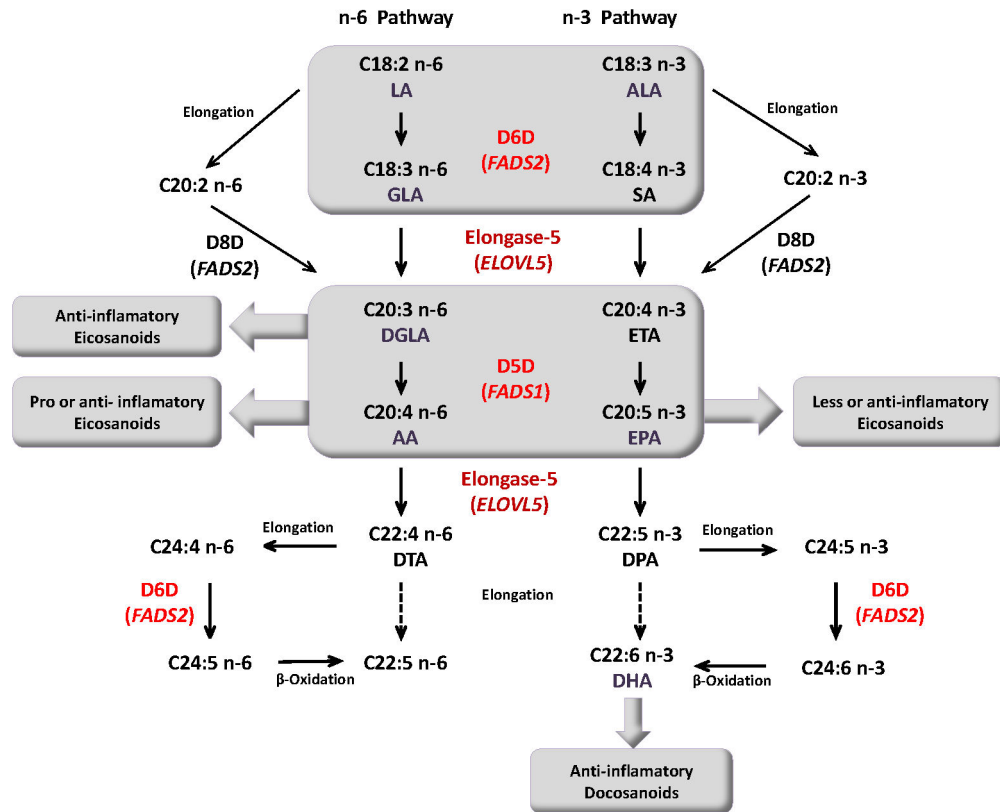 n-6 Pathway
n-3 Pathway
C18:2 n-6
LA
C18:3 n-3
ALA
Elongation
Elongation
D6D
(FADS2)
C18:3 n-6
GLA
C18:4 n-3
SA
C20:2 n-6
C20:2 n-3
D8D
(FADS2)
Elongase-5
(ELOVL5)
D8D
(FADS2)
Anti-inflamatory
Eicosanoids
C20:3 n-6
DGLA
C20:4 n-3
ETA
D5D
(FADS1)
Pro or anti- inflamatory
Eicosanoids
C20:4 n-6
AA
C20:5 n-3
EPA
Less or anti-inflamatory
Eicosanoids
Elongase-5
(ELOVL5)
C24:4 n-6
Elongation
C22:4 n-6
DTA
C22:5 n-3
DPA
Elongation
C24:5 n-3
D6D
(FADS2)
Elongation
D6D
(FADS2)
C24:5 n-6
β-Oxidation
C22:5 n-6
C22:6 n-3
DHA
β-Oxidation
C24:6 n-3
Anti-inflamatory
Docosanoids